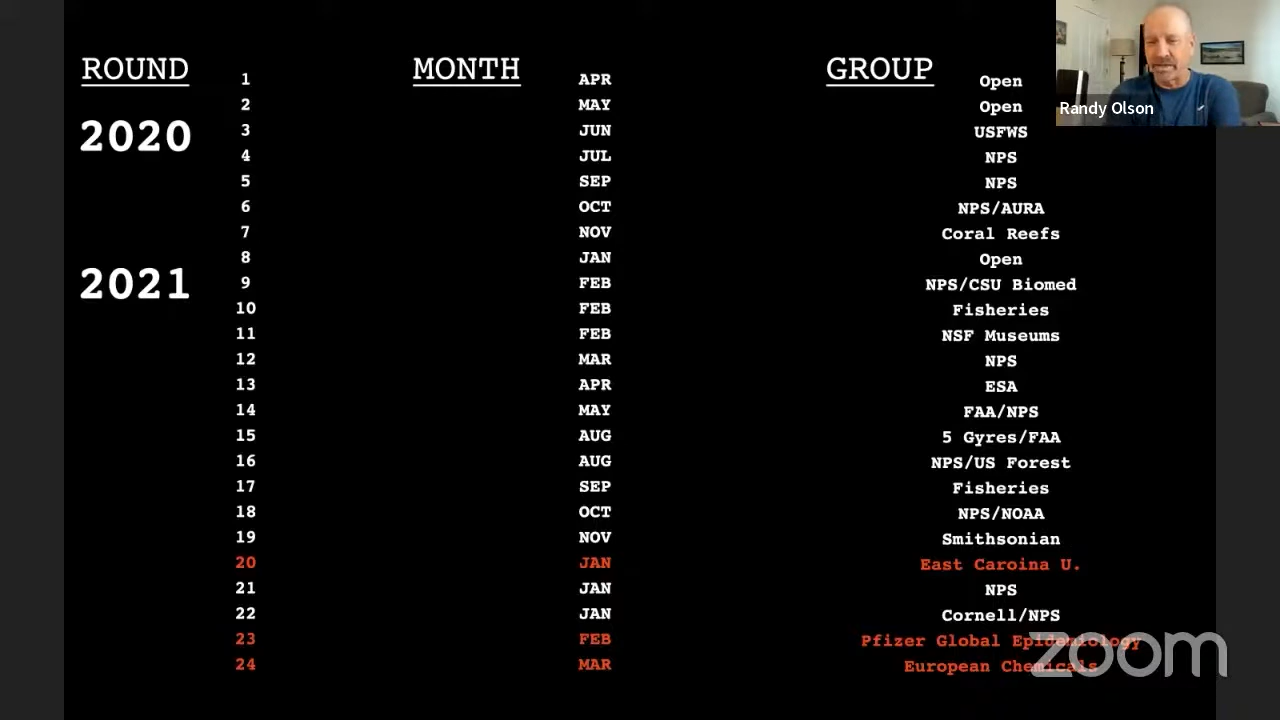 ROUND MONTH GROUP
1 APR Open
2 MAY Open
Randy Olson
2020
3 JUN USFWS
4 JUL NPS
5 SEP NPS
6 OCT NPS/AURA
7 NOV Coral Reefs
8 JAN Open
2021
9 FEB NPS/CSU Biomed
10 FEB Fisheries
11 FEB NSF Museums
12 MAR NPS
13 APR ESA
14 MAY FAA/NPS
15 AUG 5 Gyres/FAA
16 AUG NPS/US Forest
17 SEP Fisheries
18 OCT NPS/NOAA
19 NOV Smithsonian
20 JAN East Caroina U.
21 JAN NPS
22 JAN Cornell/NPS
23 FEB Pfizer Global Epidemiology
24 MAR European Chemicals
zoom